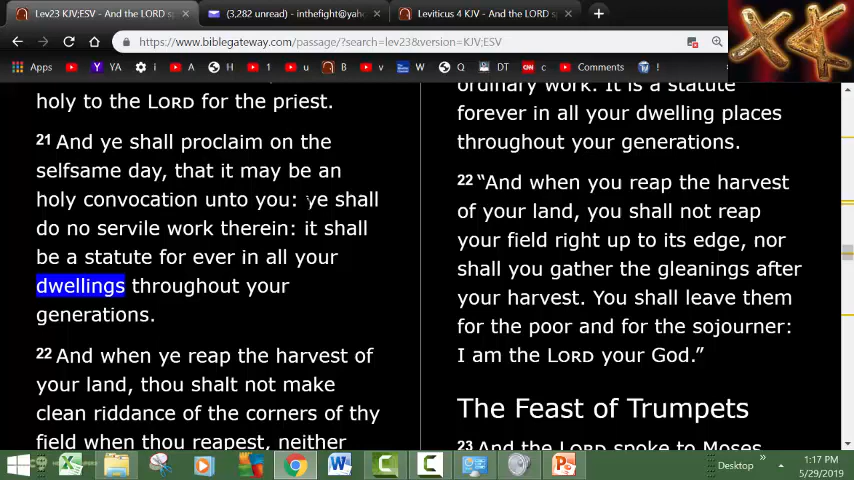 Lev23 KJV;ESV - And the LORD sp
(3,282 unread) - inthefight@yah
Leviticus 4 KJV - And the LORD sp
https://www.biblegateway.com/passage/?search=lev23&version=KJV;ESV
Apps
YA
i
H
1
u
B
v
W
Q
DT
c
Comments
!
holy to the LORD for the priest.
21 And ye shall proclaim on the
selfsame day, that it may be an
holy convocation unto you: ye shall
do no servile work therein: it shall
be a statute for ever in all your
dwellings throughout your
generations.
22 And when ye reap the harvest of
your land, thou shalt not make
clean riddance of the corners of thy
field when thou reapest, neither
ordinary work. It is a statute
forever in all your dwelling places
throughout your generations.
22 “And when you reap the harvest
of your land, you shall not reap
your field right up to its edge, nor
shall you gather the gleanings after
your harvest. You shall leave them
for the poor and for the sojourner:
I am the LORD your God.”
The Feast of Trumpets
23 And the LORD spoke to Moses,
Desktop
1:17 PM
5/29/2019